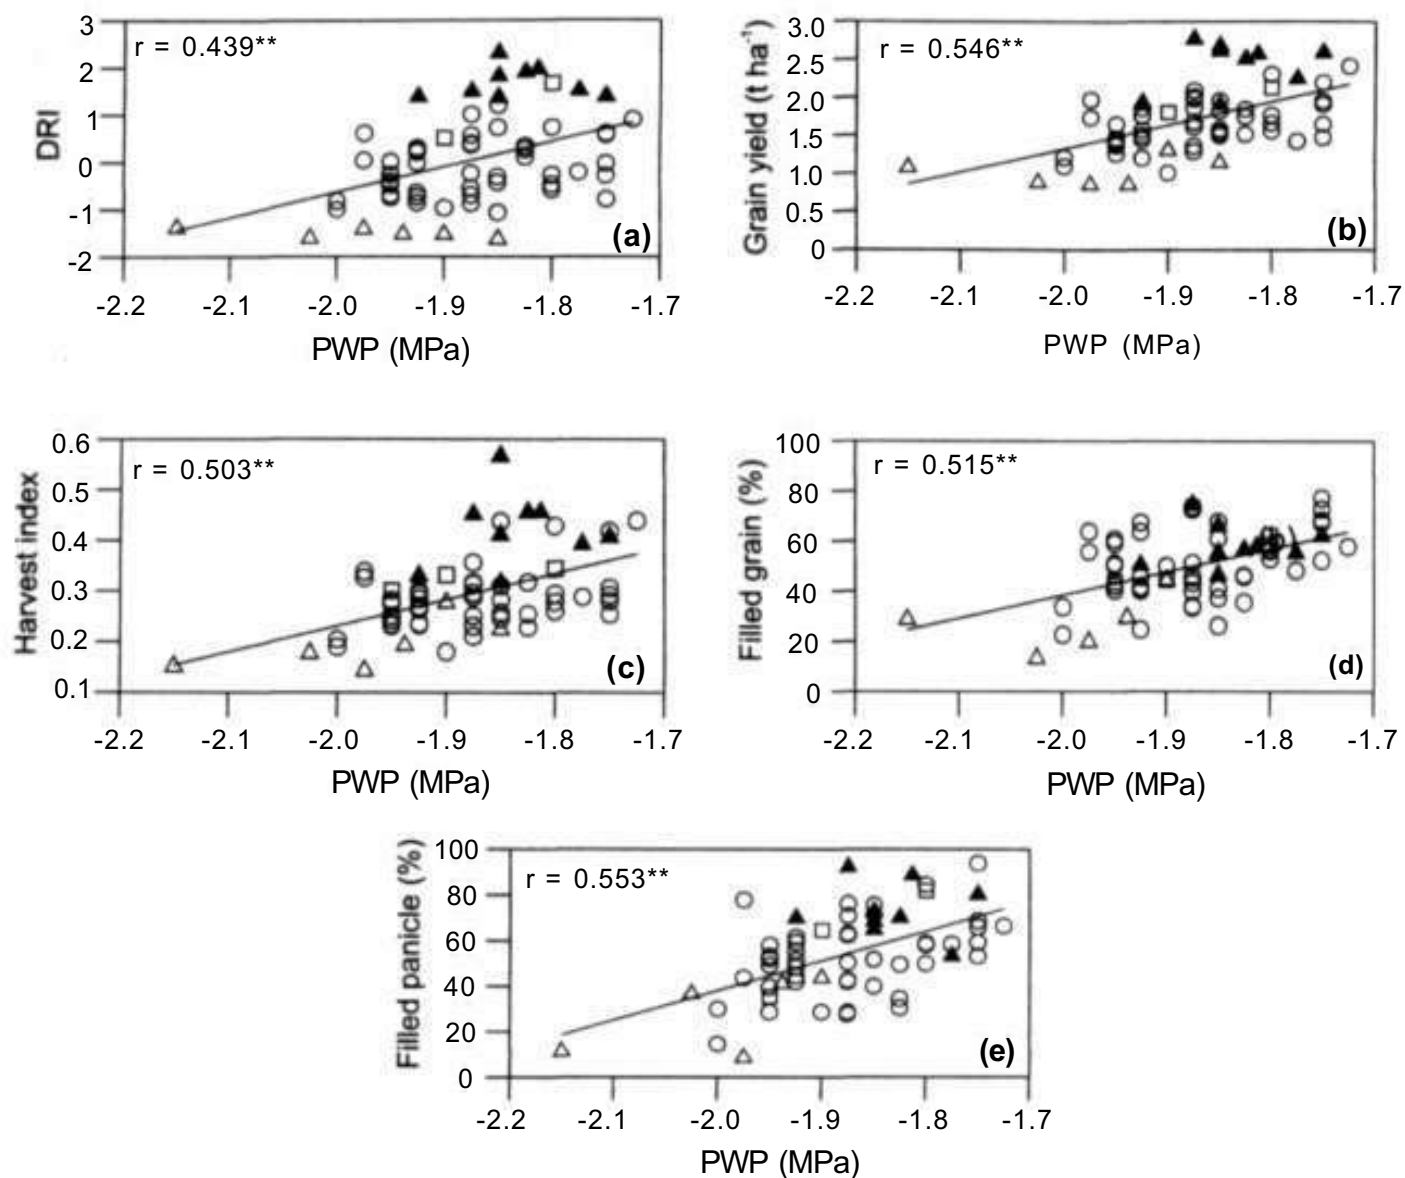 3
2
1
0
-1
-2
DRI
r = 0.439**
(a)
-2.2 -2.1 -2.0 -1.9 -1.8 -1.7
PWP (MPa)
3.0
2.5
2.0
1.5
1.0
0.5
0
Grain yield (t ha⁻¹)
r = 0.546**
(b)
-2.2 -2.1 -2.0 -1.9 -1.8 -1.7
PWP (MPa)
0.6
0.5
0.4
0.3
0.2
0.1
Harvest index
r = 0.503**
(c)
-2.2 -2.1 -2.0 -1.9 -1.8 -1.7
PWP (MPa)
100
80
60
40
20
0
Filled grain (%)
r = 0.515**
(d)
-2.2 -2.1 -2.0 -1.9 -1.8 -1.7
PWP (MPa)
100
80
60
40
20
0
Filled panicle (%)
r = 0.553**
(e)
-2.2 -2.1 -2.0 -1.9 -1.8 -1.7
PWP (MPa)